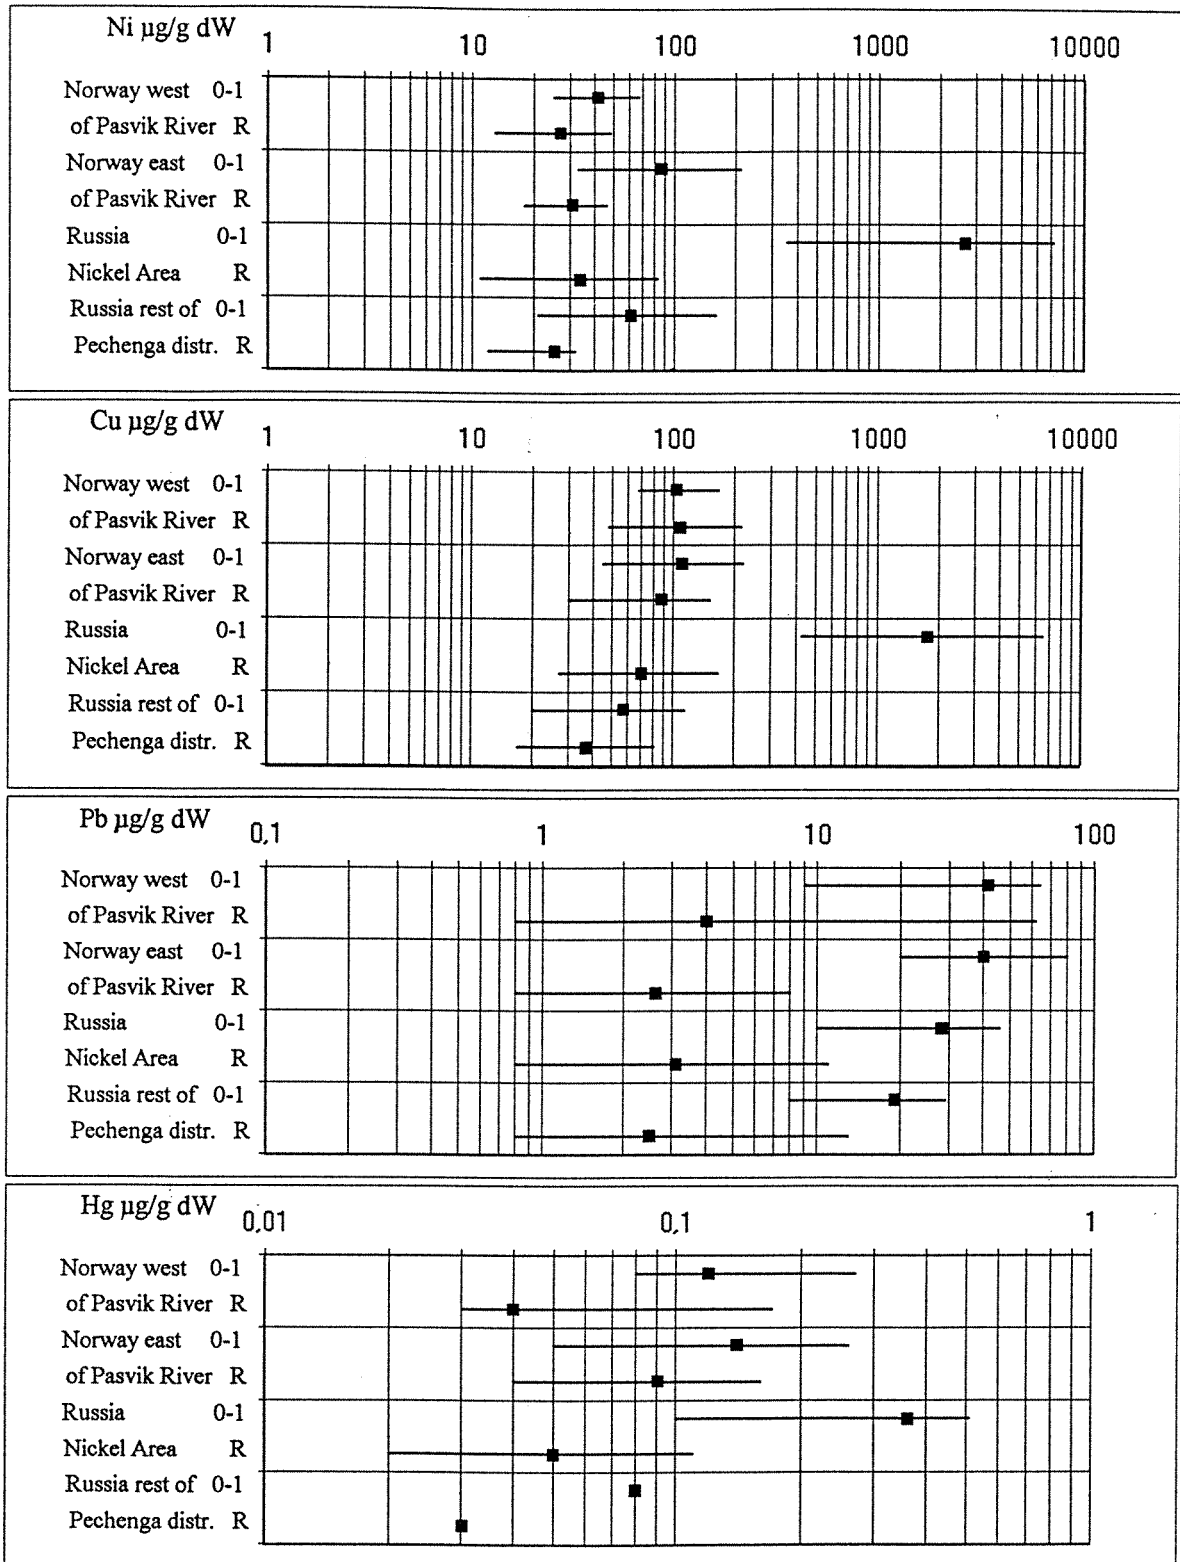 Ni µg/g dW 1 10 100 1000 10000
Norway west 0-1
of Pasvik River R
Norway east 0-1
of Pasvik River R
Russia 0-1
Nickel Area R
Russia rest of 0-1
Pechenga distr. R
Cu µg/g dW 1 10 100 1000 10000
Norway west 0-1
of Pasvik River R
Norway east 0-1
of Pasvik River R
Russia 0-1
Nickel Area R
Russia rest of 0-1
Pechenga distr. R
Pb µg/g dW 0,1 1 10 100
Norway west 0-1
of Pasvik River R
Norway east 0-1
of Pasvik River R
Russia 0-1
Nickel Area R
Russia rest of 0-1
Pechenga distr. R
Hg µg/g dW 0,01 0,1 1
Norway west 0-1
of Pasvik River R
Norway east 0-1
of Pasvik River R
Russia 0-1
Nickel Area R
Russia rest of 0-1
Pechenga distr. R